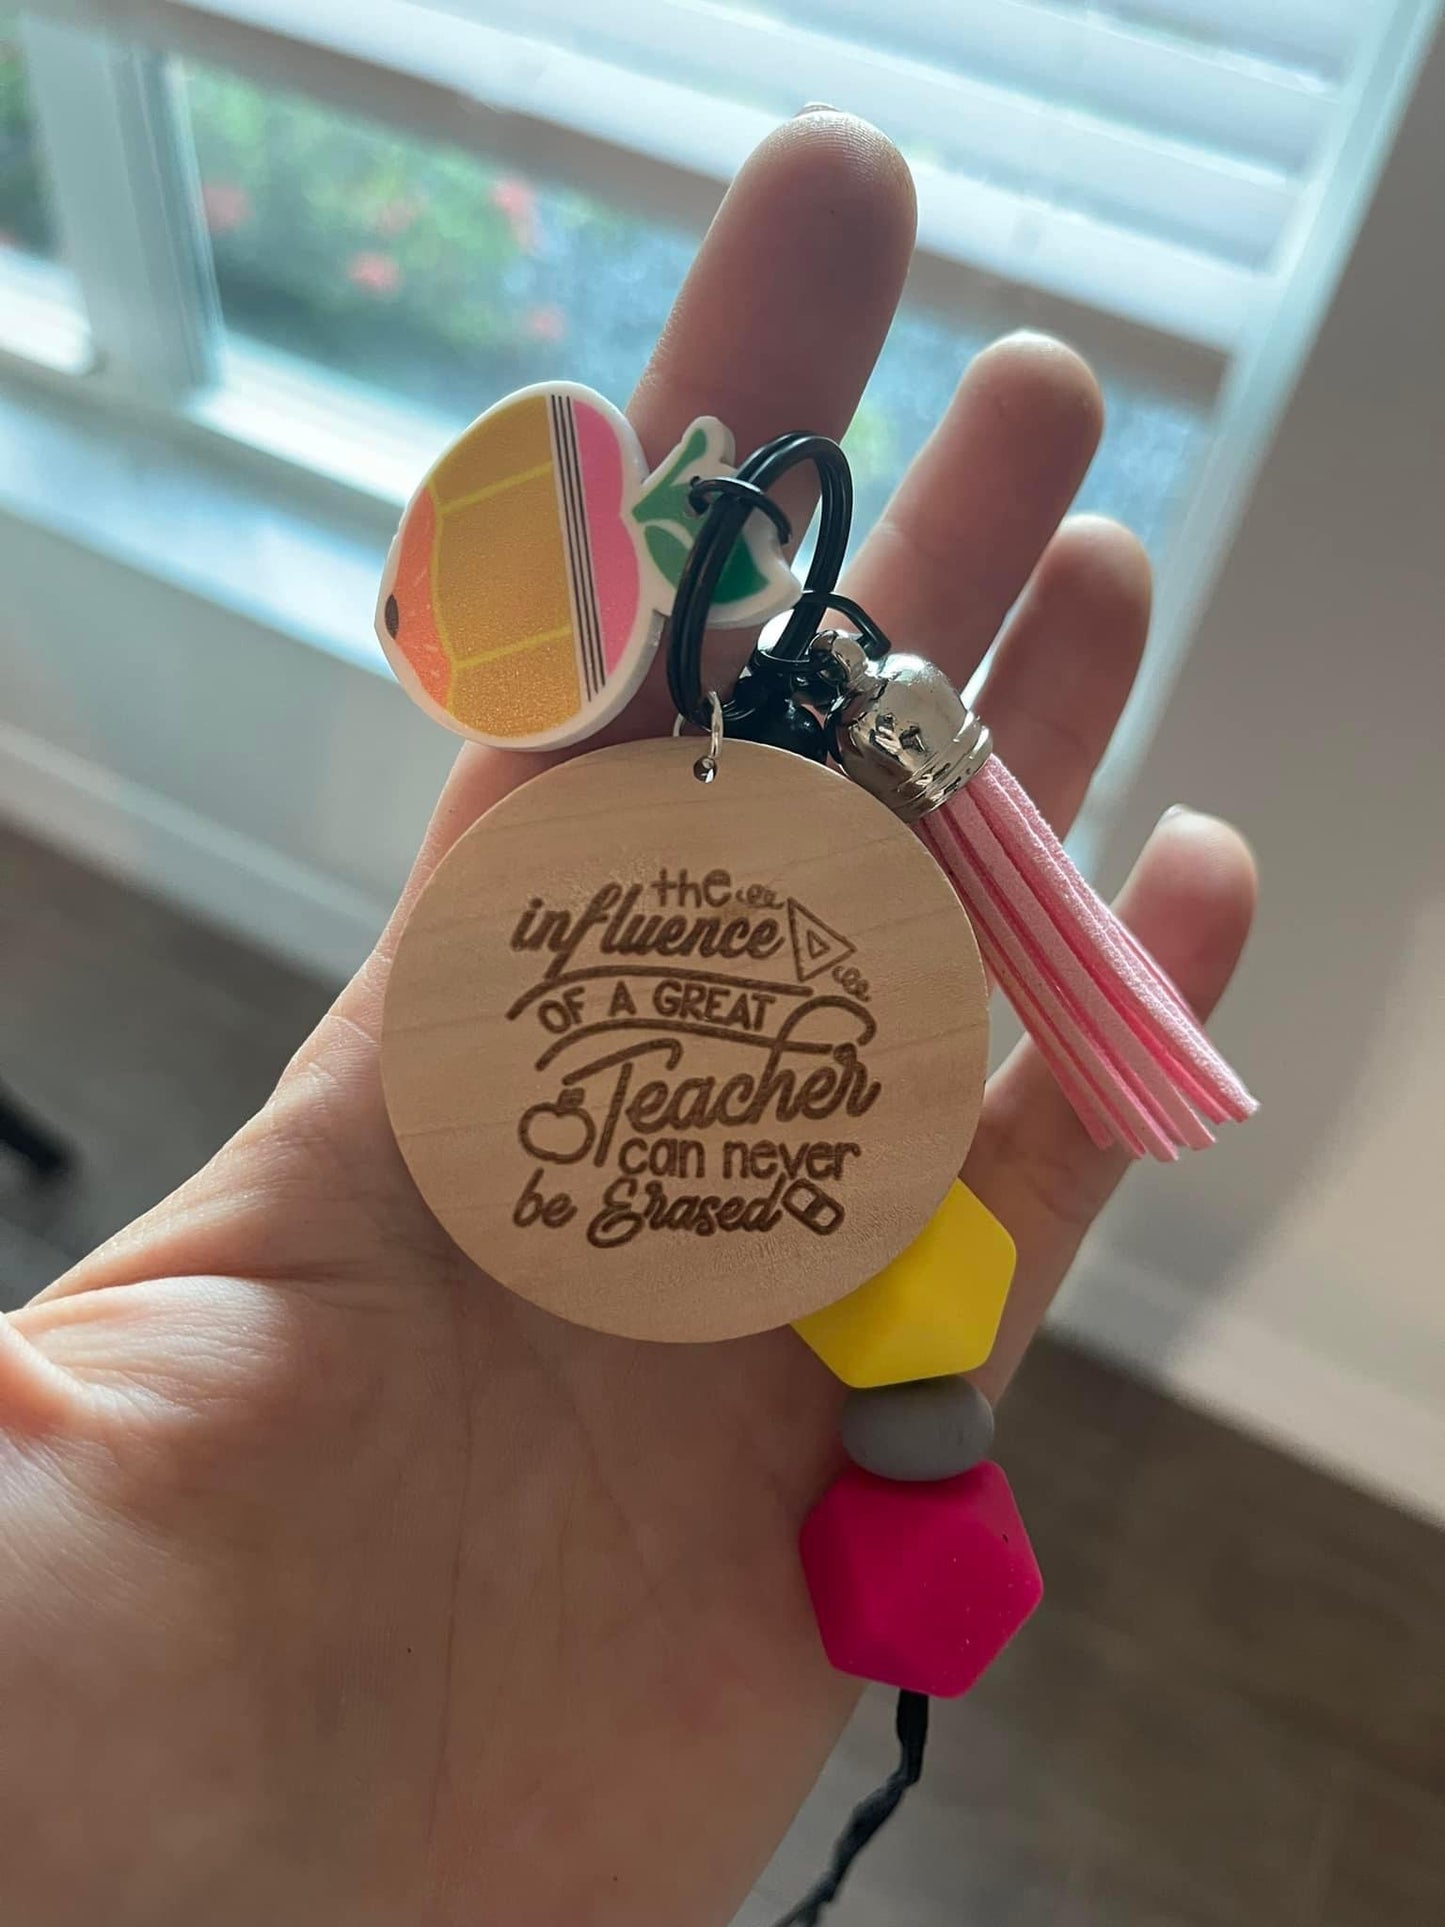 the
influence
OF A GREAT
Teacher
can never
be Erased